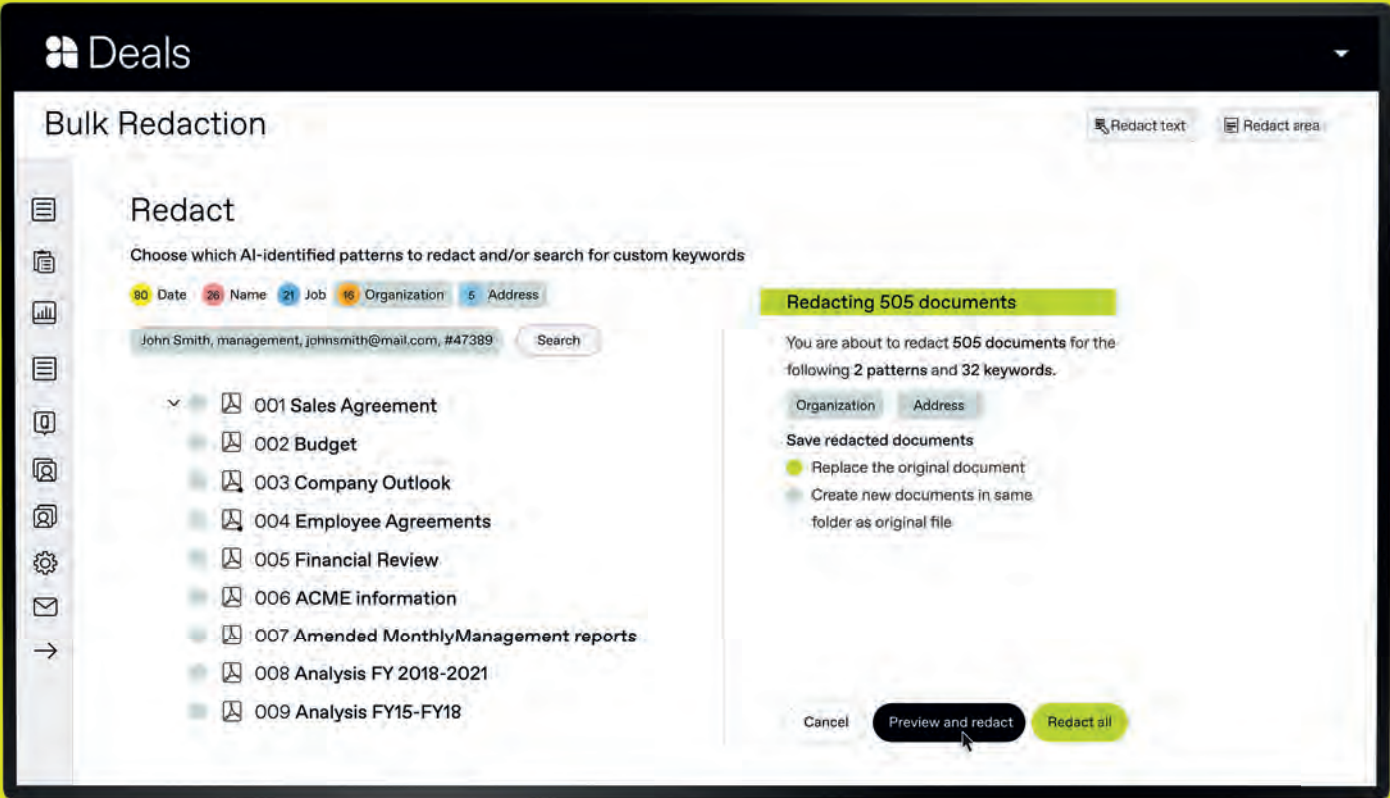 Deals
Bulk Redaction
Redact text
Redact area
Redact
Choose which AI-identified patterns to redact and/or search for custom keywords
80 Date 26 Name 21 Job 16 Organization 5 Address
John Smith, management, johnsmith@mail.com, #47389
Search
001 Sales Agreement
002 Budget
003 Company Outlook
004 Employee Agreements
005 Financial Review
006 ACME information
007 Amended MonthlyManagement reports
008 Analysis FY 2018-2021
009 Analysis FY15-FY18
Redacting 505 documents
You are about to redact 505 documents for the
following 2 patterns and 32 keywords.
Organization Address
Save redacted documents
Replace the original document
Create new documents in same
folder as original file
Cancel
Preview and redact
Redact all